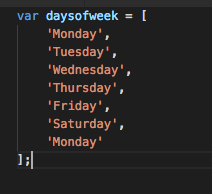 var daysofweek = [
'Monday',
'Tuesday',
'Wednesday',
'Thursday',
'Friday',
'Saturday',
'Monday'
];